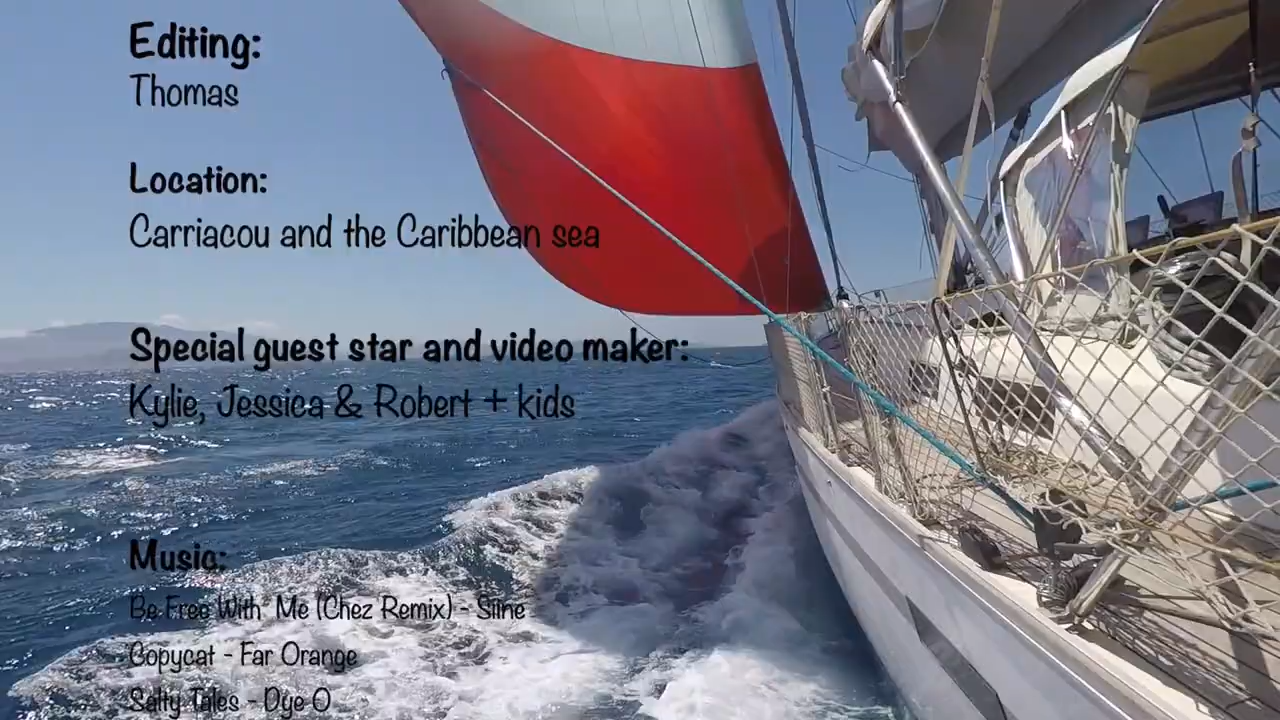 Editing:
Thomas
Location:
Carriacou and the Caribbean sea
Special guest star and video maker:
Kylie, Jessica & Robert + kids
Music:
Be Free With Me (Chez Remix) - Siine
Copycat - Far Orange
Salty Tales - Dye O